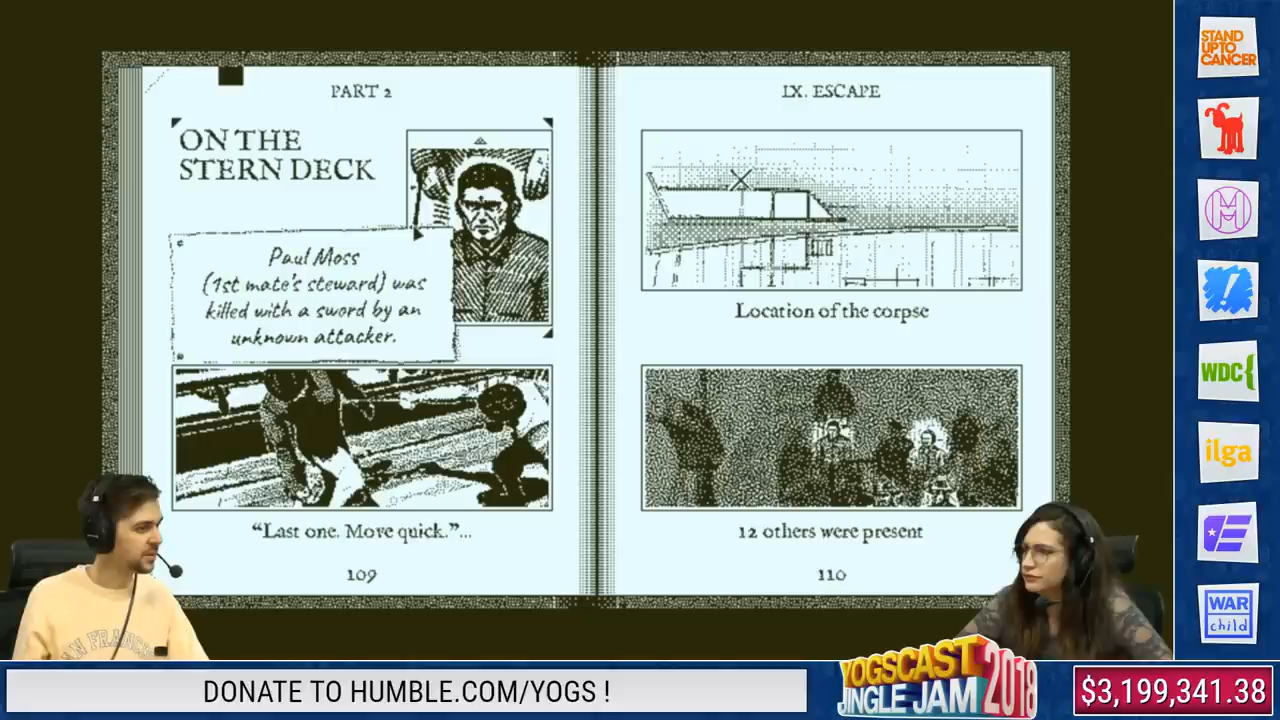 PART 2
ON THE
STERN DECK
Paul Moss
(1st mate's steward) was
killed with a sword by an
unknown attacker.
"Last one. Move quick."...
109
IX. ESCAPE
Location of the corpse
12 others were present
110
STAND
UP TO
CANCER
M
!
WDC
ilga
E
WAR
child
SAN FRANCISCO
DONATE TO HUMBLE.COM/YOGS !
YOGSCAST
JINGLE JAM 2018
$3,199,341.38